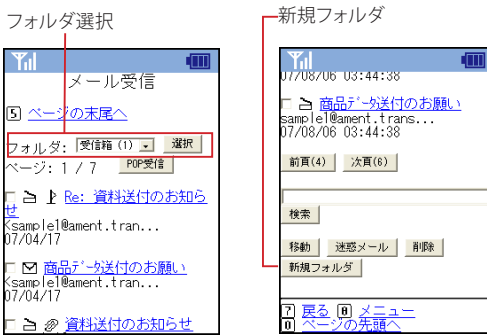 フォルダ選択
メール受信
5 ページの末尾へ
フォルダ: 受信箱 (1) 選択
ページ: 1 / 7 POP受信
Re: 資料送付のお知ら
せ
<sample1@ament.tran...
07/04/17
商品データ送付のお願い
<sample1@ament.tran...
07/04/17
資料送付のお知らせ
新規フォルダ
07/08/06 03:44:38
商品データ送付のお願い
sample1@ament.trans...
07/08/06 03:44:38
前頁(4) 次頁(6)
検索
移動 迷惑メール 削除
新規フォルダ
7 戻る 8 メニュー
0 ページの先頭へ